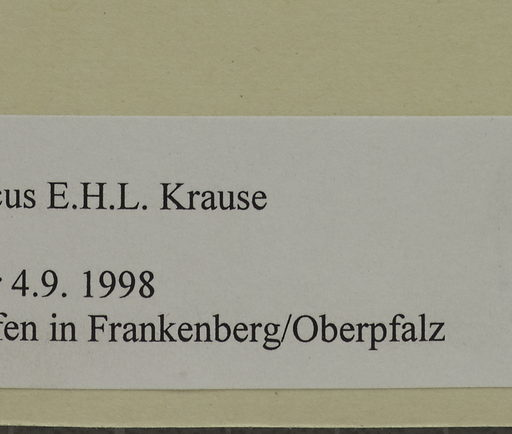 cus E.H.L. Krause
r 4.9. 1998
fen in Frankenberg/Oberpfalz